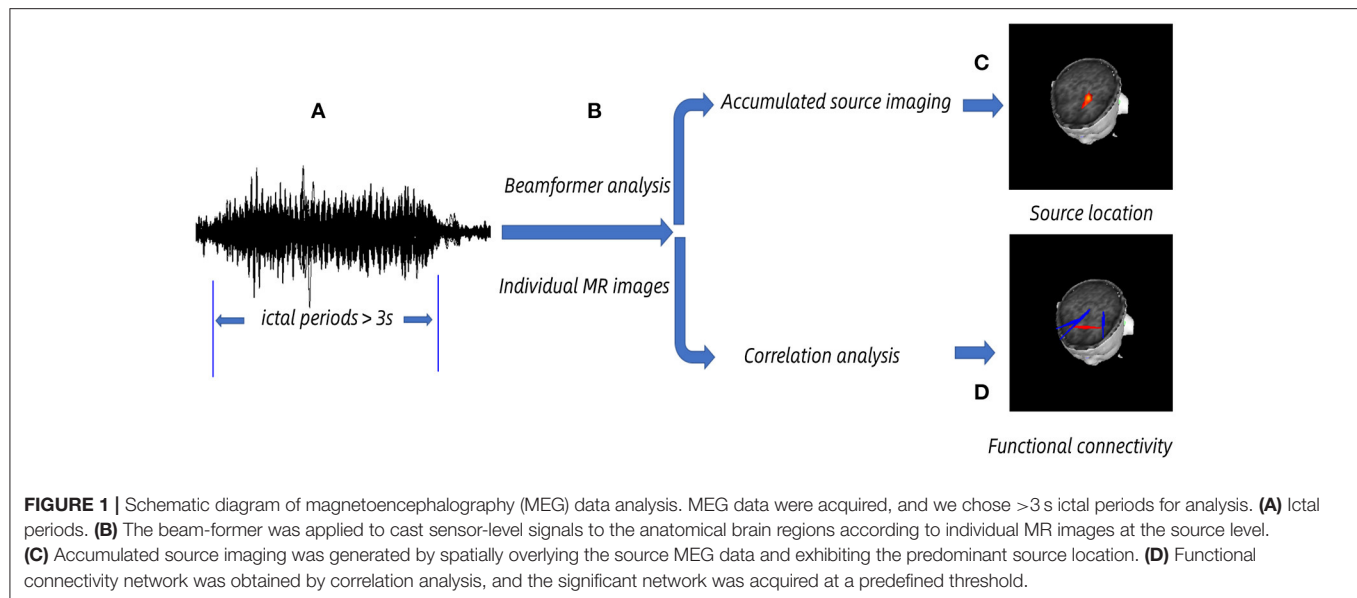 A
B
C
Accumulated source imaging
Beamformer analysis
Source location
Individual MR images
ictal periods > 3s
Correlation analysis
D
Functional connectivity
FIGURE 1 | Schematic diagram of magnetoencephalography (MEG) data analysis. MEG data were acquired, and we chose >3 s ictal periods for analysis. (A) Ictal
periods. (B) The beam-former was applied to cast sensor-level signals to the anatomical brain regions according to individual MR images at the source level.
(C) Accumulated source imaging was generated by spatially overlying the source MEG data and exhibiting the predominant source location. (D) Functional
connectivity network was obtained by correlation analysis, and the significant network was acquired at a predefined threshold.